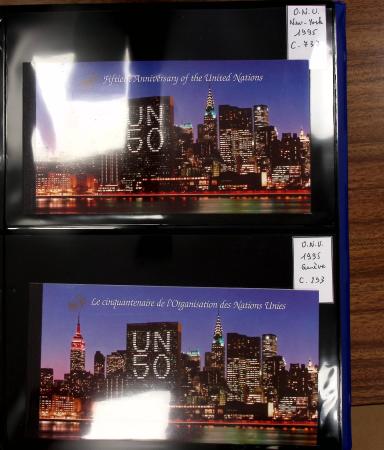 O.N.U.
New-York
1995
Fiftieth Anniversary of the United Nations
UN
50
O.N.U.
1995
Genève
C. 293
Le cinquantenaire de l'Organisation des Nations Unies
UN
50